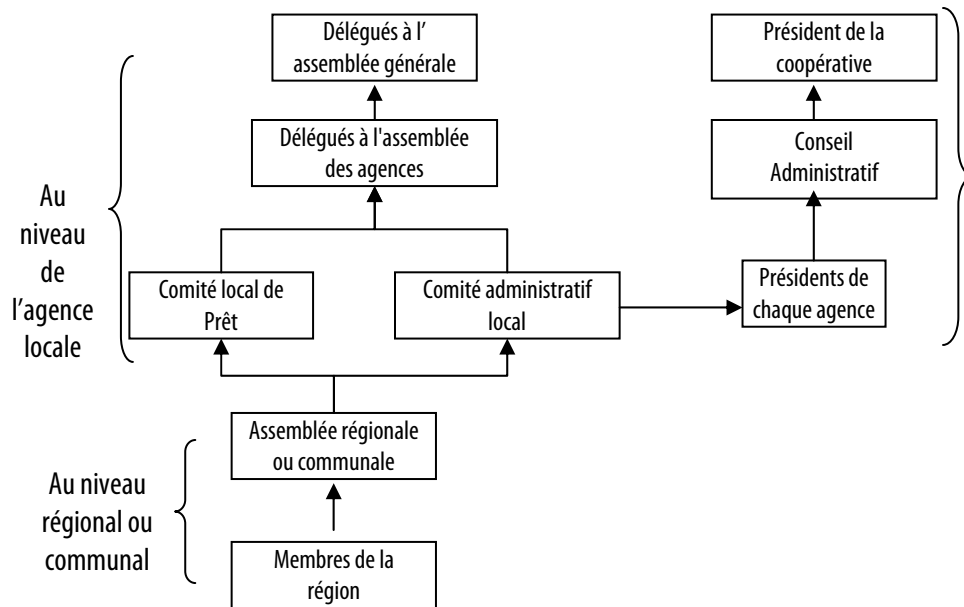 Délégués à l'
assemblée générale
Président de la
coopérative
Délégués à l'assemblée
des agences
Conseil
Administratif
Au
niveau
de
l'agence
locale
Comité local de
Prêt
Comité administratif
local
Présidents de
chaque agence
Assemblée régionale
ou communale
Au niveau
régional ou
communal
Membres de la
région